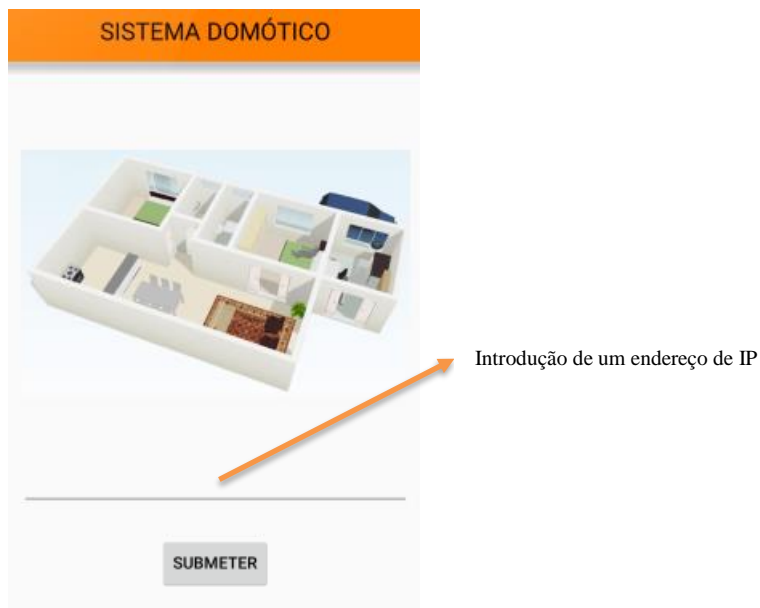 SISTEMA DOMÓTICO
Introdução de um endereço de IP
SUBMETER